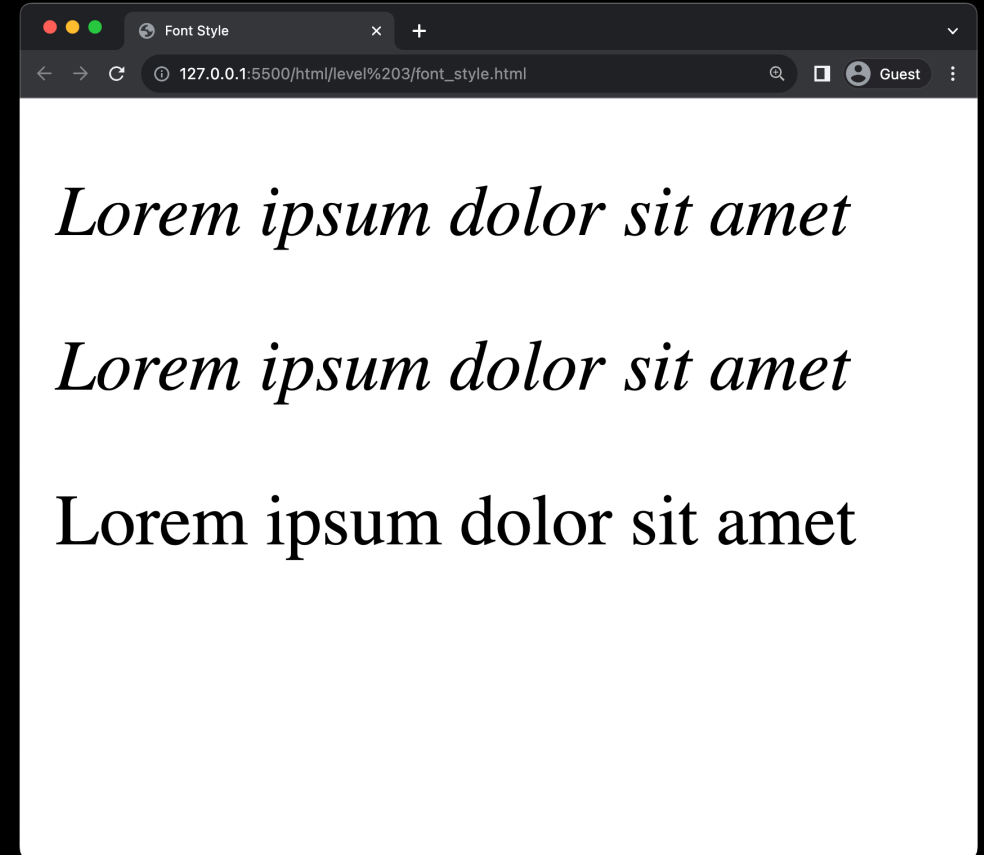 Font Style
127.0.0.1:5500/html/level%203/font_style.html
Guest
Lorem ipsum dolor sit amet
Lorem ipsum dolor sit amet
Lorem ipsum dolor sit amet